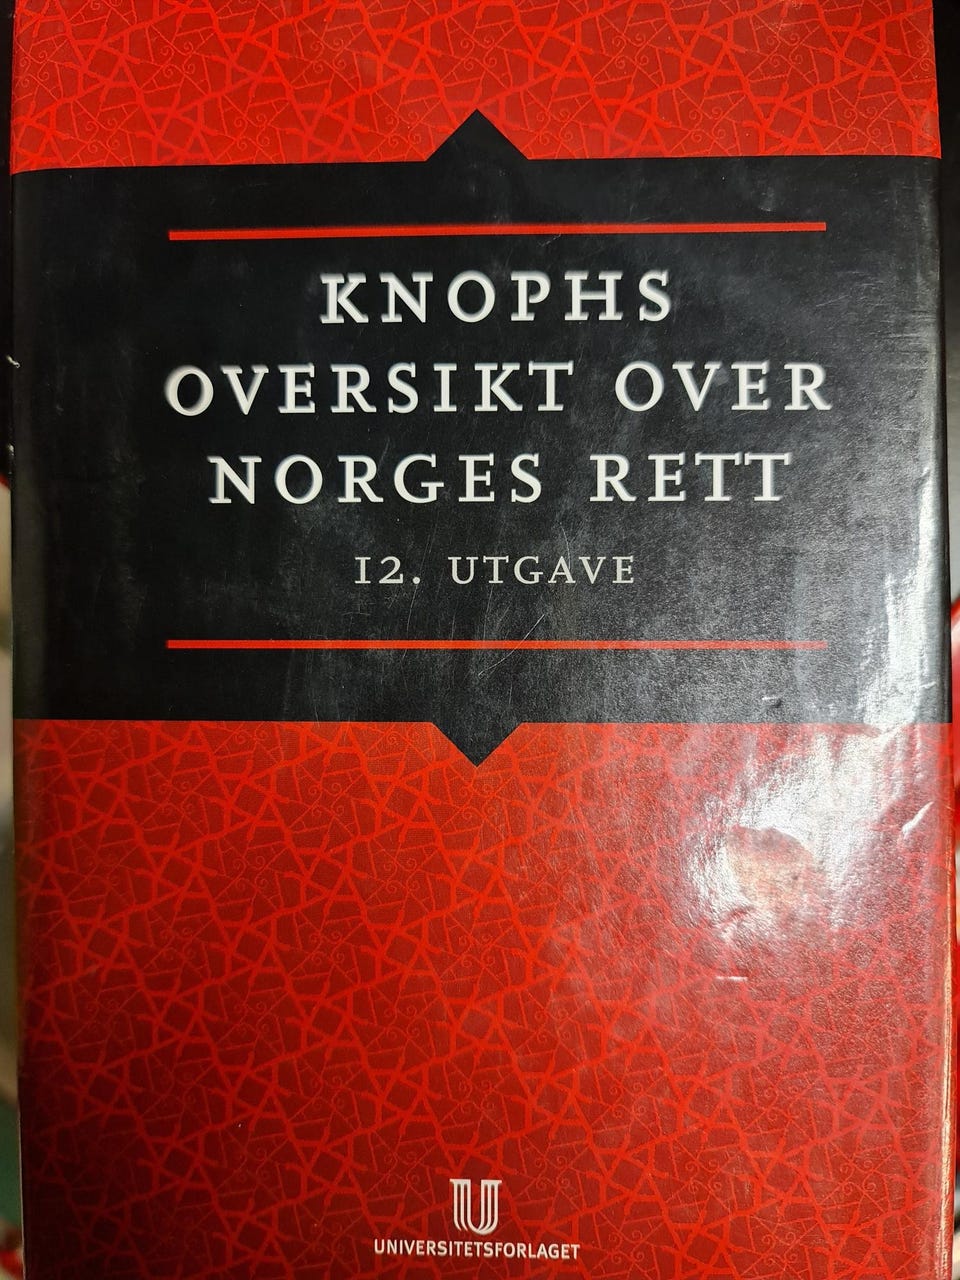 KNOPHS
OVERSIKT OVER
NORGES RETT
12. UTGAVE
U
UNIVERSITETSFORLAGET